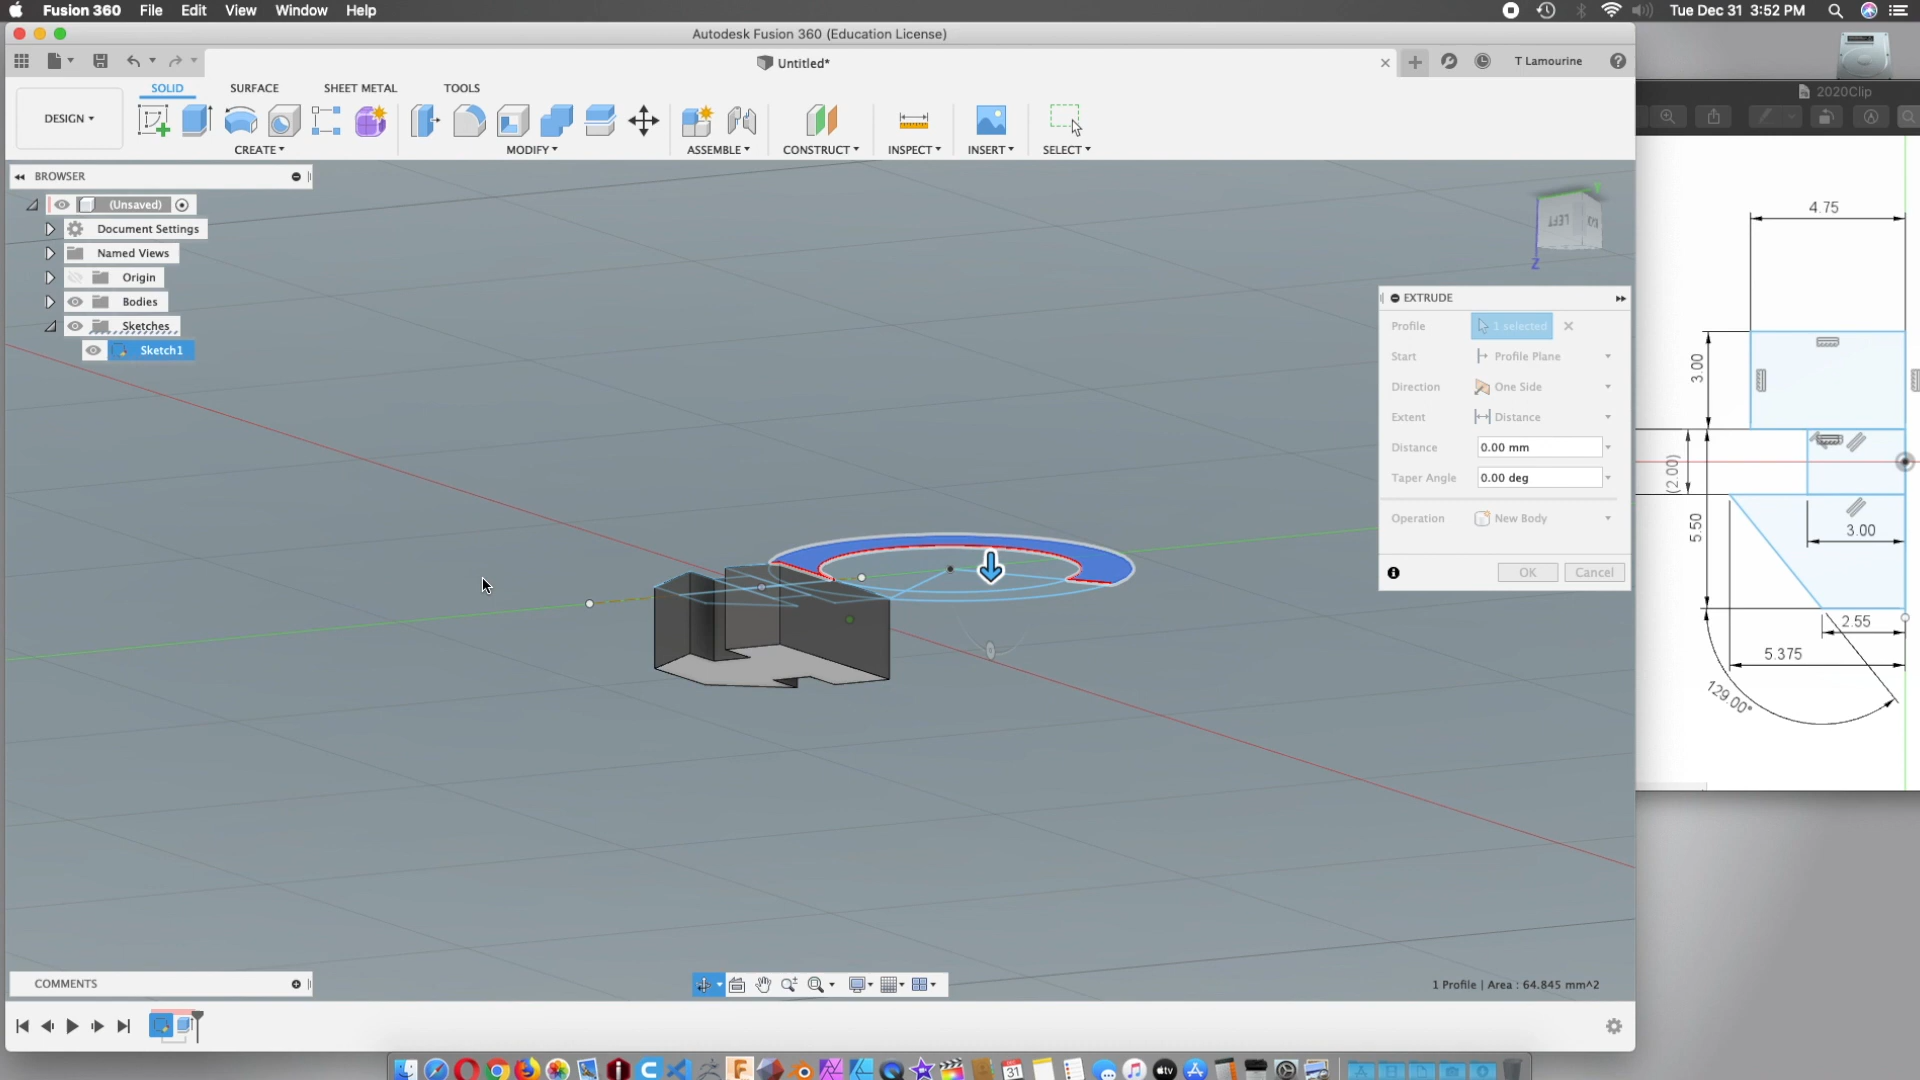 Fusion 360 File Edit View Window Help
Tue Dec 31 3:52 PM
Autodesk Fusion 360 (Education License)
Untitled*
T Lamourine
2020Clip
DESIGN
SOLID SURFACE SHEET METAL TOOLS
CREATE MODIFY ASSEMBLE CONSTRUCT INSPECT INSERT SELECT
BROWSER
(Unsaved)
Document Settings
Named Views
Origin
Bodies
Sketches
Sketch1
LEFT
Z
EXTRUDE
Profile 1 selected
Start Profile Plane
Direction One Side
Extent Distance
Distance 0.00 mm
Taper Angle 0.00 deg
Operation New Body
OK Cancel
4.75
3.00
(2.00)
5.50
3.00
2.55
5.375
129.00°
COMMENTS
1 Profile | Area : 64.845 mm^2
31
tv